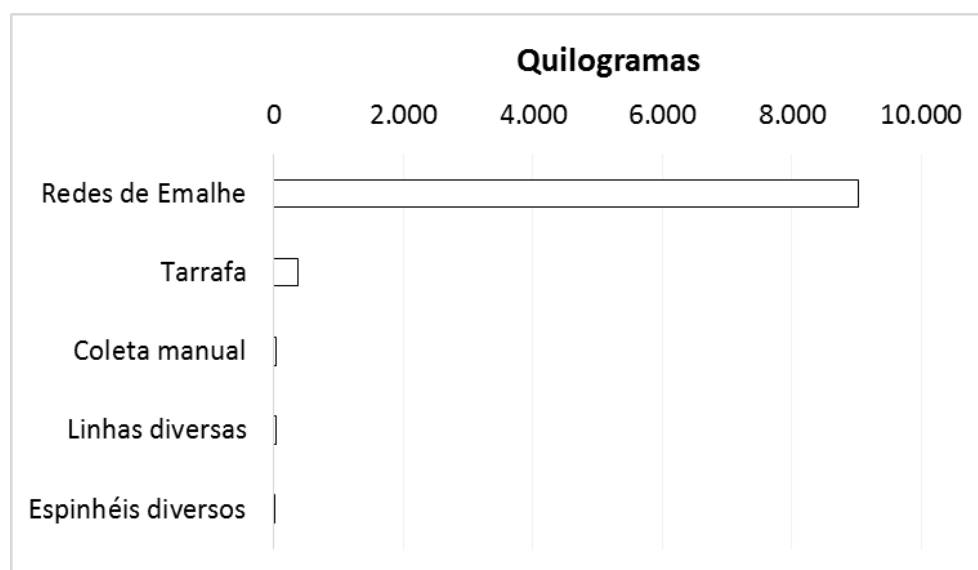 Quilogramas
0 2.000 4.000 6.000 8.000 10.000
Redes de Emalhe
Tarrafa
Coleta manual
Linhas diversas
Espinhéis diversos